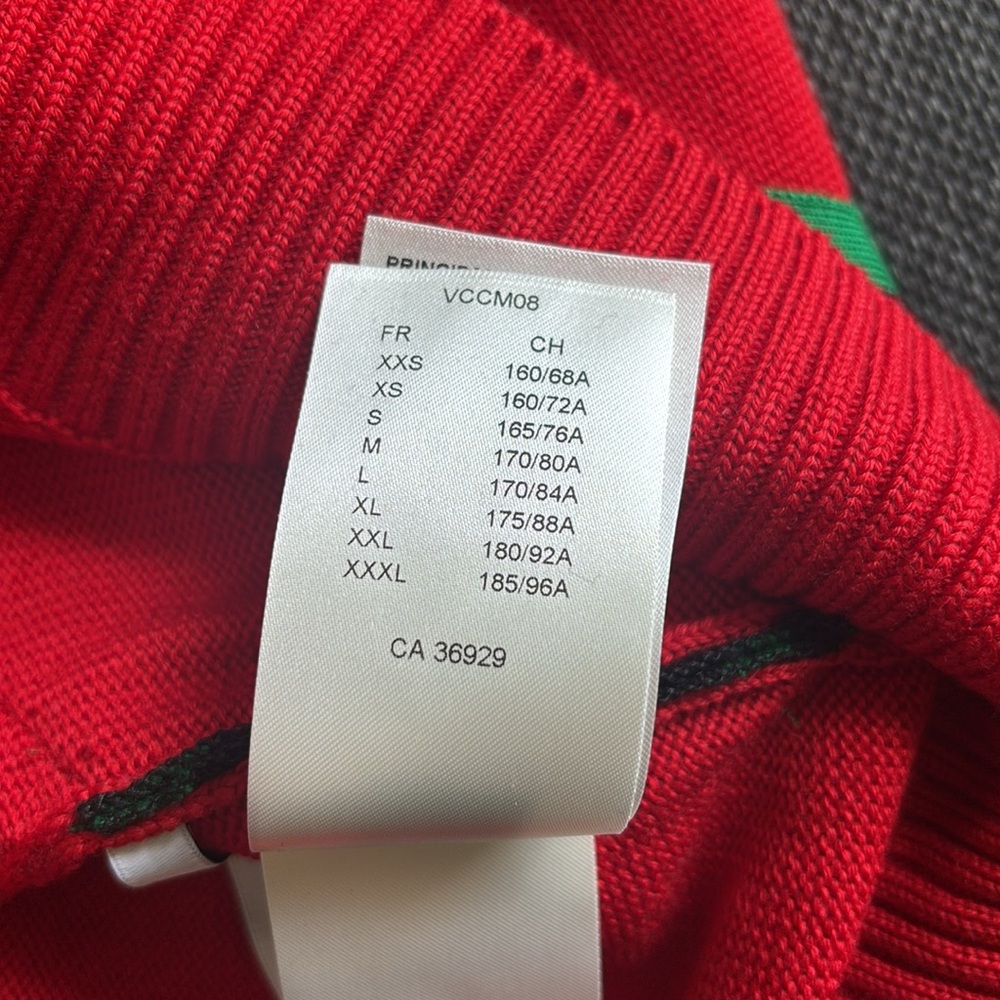 VCCM08
FR CH
XXS 160/68A
XS 160/72A
S 165/76A
M 170/80A
L 170/84A
XL 175/88A
XXL 180/92A
XXXL 185/96A
CA 36929